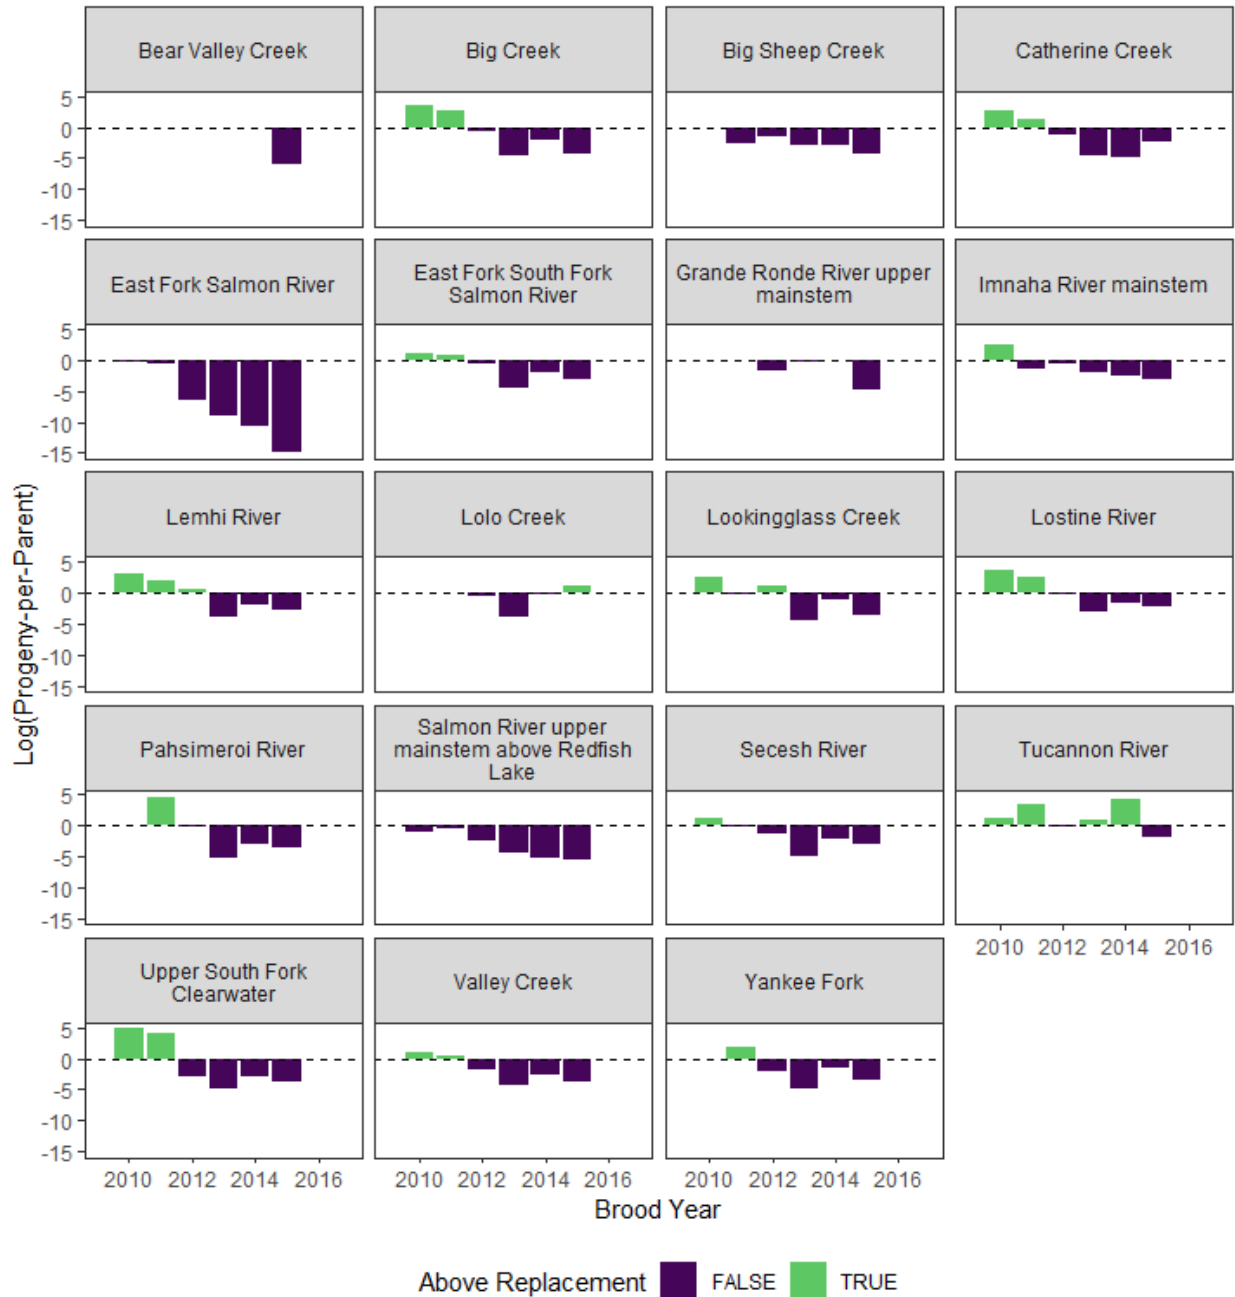 Bear Valley Creek
Big Creek
Big Sheep Creek
Catherine Creek
5
0
-5
-10
-15
East Fork Salmon River
East Fork South Fork
Salmon River
Grande Ronde River upper
mainstem
Imnaha River mainstem
5
0
-5
-10
-15
Lemhi River
Lolo Creek
Lookingglass Creek
Lostine River
5
0
-5
-10
-15
Log(Progeny-per-Parent)
Pahsimeroi River
Salmon River upper
mainstem above Redfish
Lake
Secesh River
Tucannon River
5
0
-5
-10
-15
2010 2012 2014 2016
Upper South Fork
Clearwater
Valley Creek
Yankee Fork
5
0
-5
-10
-15
2010 2012 2014 2016
2010 2012 2014 2016
2010 2012 2014 2016
Brood Year
Above Replacement FALSE TRUE